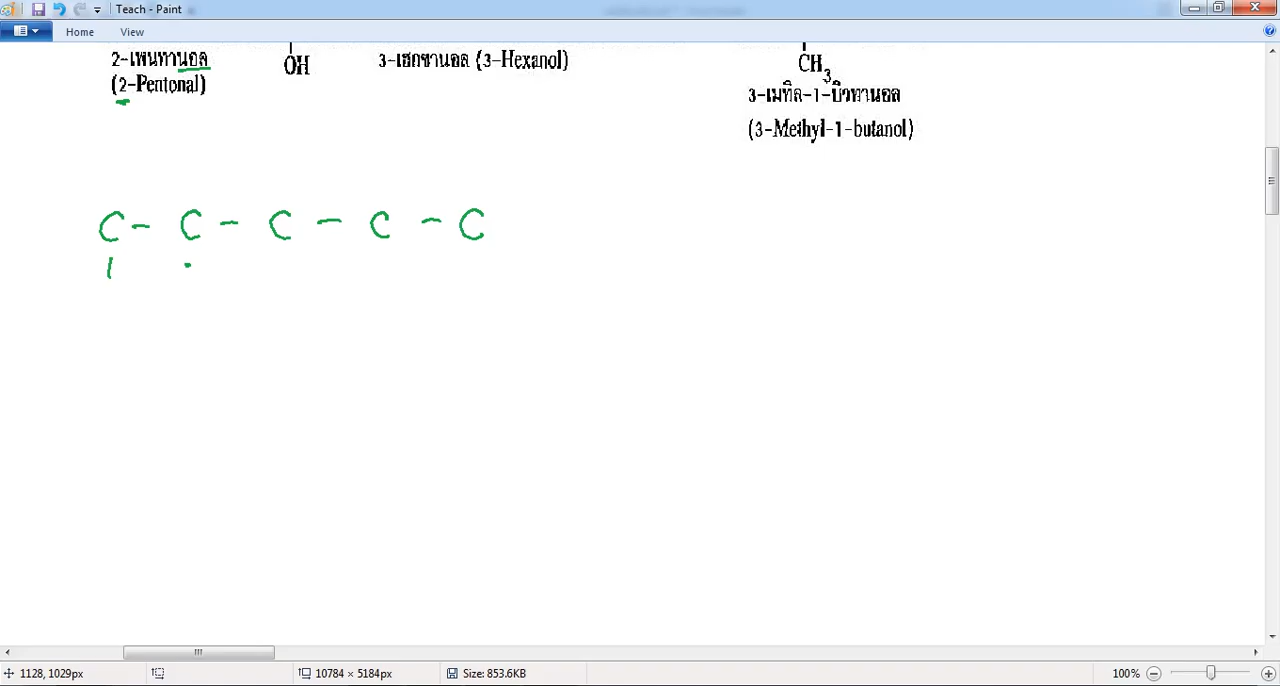 Teach - Paint
Home View
2-เพนทานอล
(2-Pentonal)
OH
3-เฮกซานอล (3-Hexanol)
CH3
3-เมทิล-1-บิวทานอล
(3-Methyl-1-butanol)
C - C - C - C - C
1
1128, 1029px
10784 × 5184px
Size: 853.6KB
100%